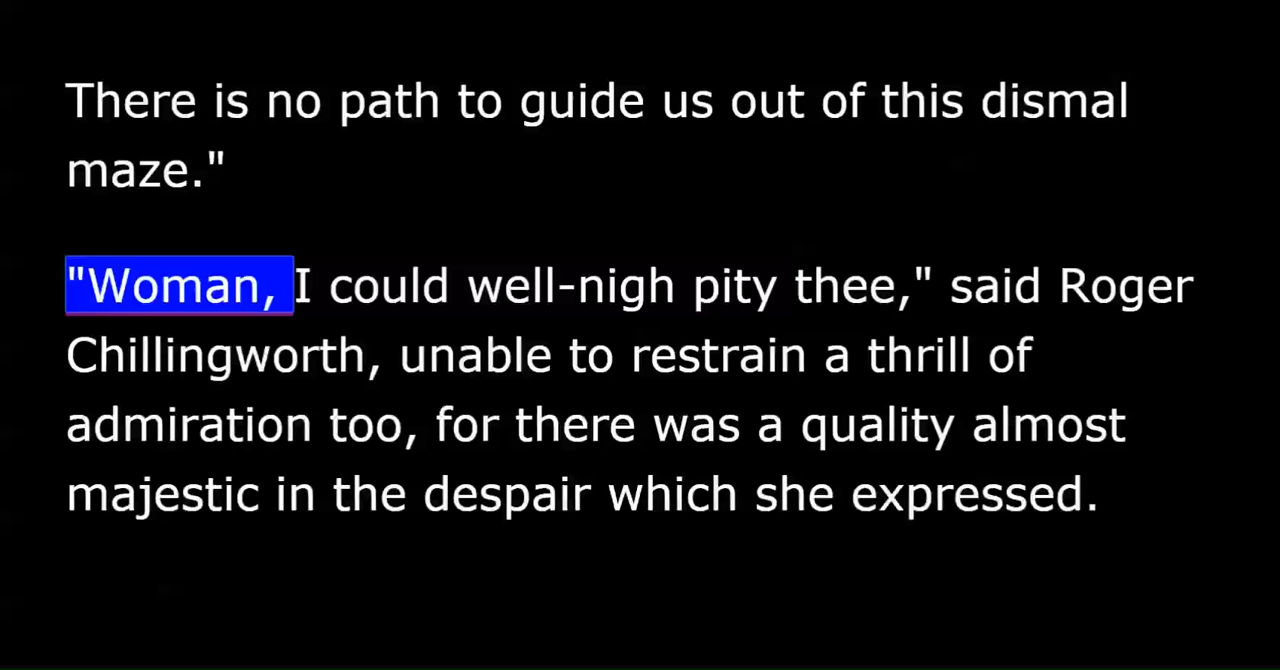 There is no path to guide us out of this dismal
maze."
"Woman, I could well-nigh pity thee," said Roger
Chillingworth, unable to restrain a thrill of
admiration too, for there was a quality almost
majestic in the despair which she expressed.